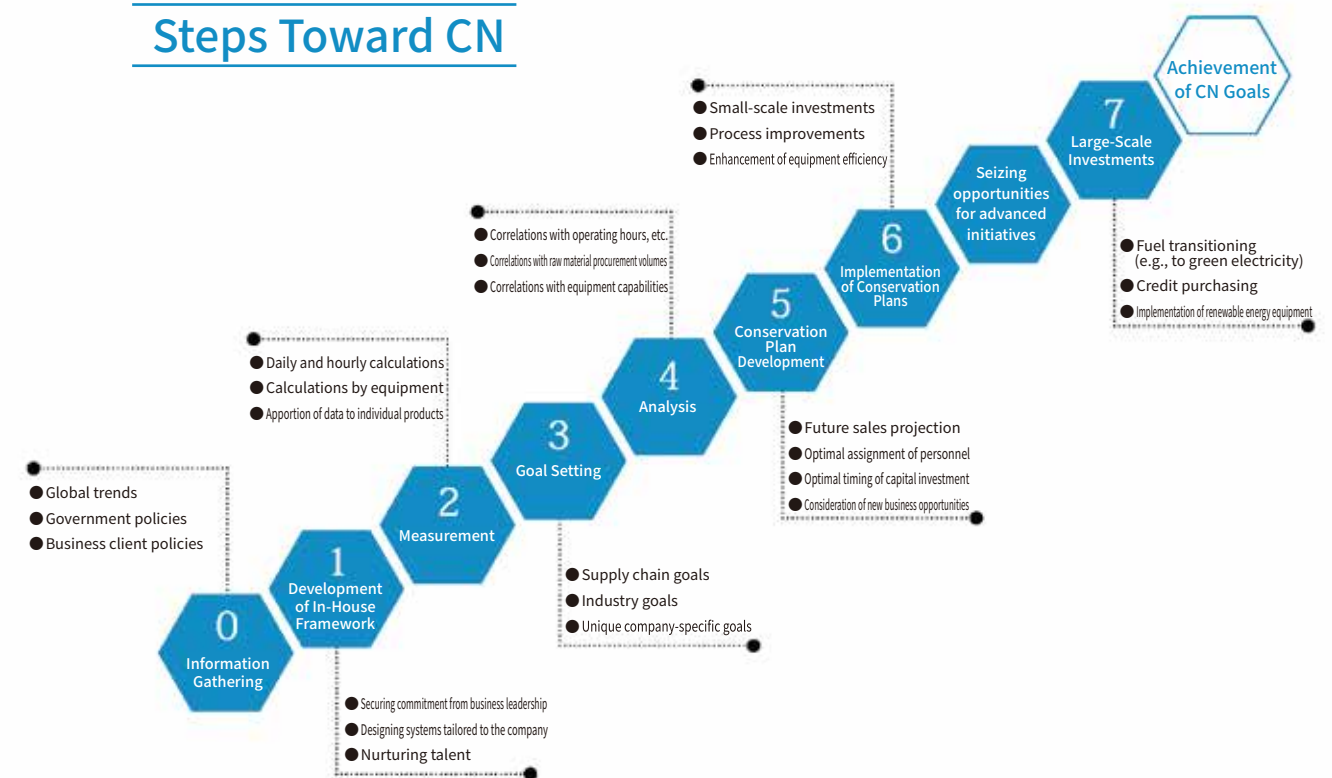 Steps Toward CN
0
Information
Gathering
● Global trends
● Government policies
● Business client policies
1
Development
of In-House
Framework
● Securing commitment from business leadership
● Designing systems tailored to the company
● Nurturing talent
2
Measurement
● Daily and hourly calculations
● Calculations by equipment
● Apportion of data to individual products
3
Goal Setting
● Supply chain goals
● Industry goals
● Unique company-specific goals
4
Analysis
● Correlations with operating hours, etc.
● Correlations with raw material procurement volumes
● Correlations with equipment capabilities
5
Conservation
Plan
Development
● Future sales projection
● Optimal assignment of personnel
● Optimal timing of capital investment
● Consideration of new business opportunities
6
Implementation
of Conservation
Plans
● Small-scale investments
● Process improvements
● Enhancement of equipment efficiency
Seizing
opportunities
for advanced
initiatives
7
Large-Scale
Investments
● Fuel transitioning
(e.g., to green electricity)
● Credit purchasing
● Implementation of renewable energy equipment
Achievement
of CN Goals